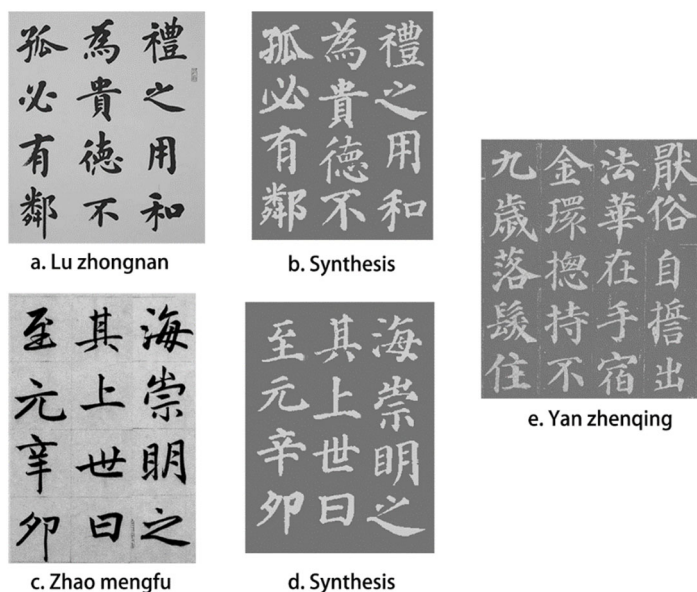 禮之用和
為貴德不
孤必有鄰
a. Lu zhongnan
禮之用和
為貴德不
孤必有鄰
b. Synthesis
海崇明之
其上世曰
至元辛卯
c. Zhao mengfu
海崇明之
其上世曰
至元辛卯
d. Synthesis
猒俗自誓出
法華在手宿
金環摠持不
九歲落髮住
e. Yan zhenqing